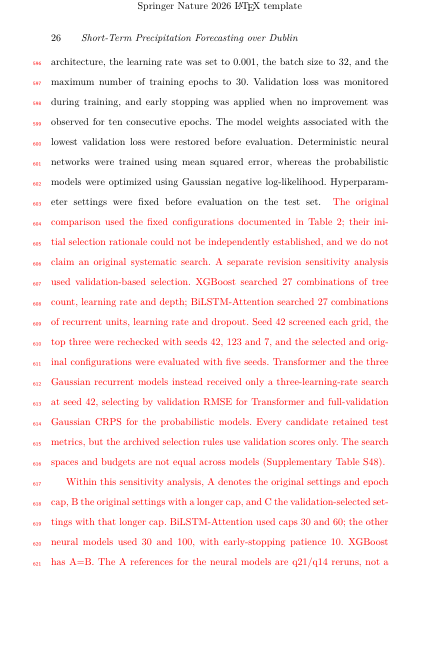 Springer Nature 2026 LATEX template
26 Short-Term Precipitation Forecasting over Dublin
596 architecture, the learning rate was set to 0.001, the batch size to 32, and the
597 maximum number of training epochs to 30. Validation loss was monitored
598 during training, and early stopping was applied when no improvement was
599 observed for ten consecutive epochs. The model weights associated with the
600 lowest validation loss were restored before evaluation. Deterministic neural
601 networks were trained using mean squared error, whereas the probabilistic
602 models were optimized using Gaussian negative log-likelihood. Hyperparam-
603 eter settings were fixed before evaluation on the test set. The original
604 comparison used the fixed configurations documented in Table 2; their ini-
605 tial selection rationale could not be independently established, and we do not
606 claim an original systematic search. A separate revision sensitivity analysis
607 used validation-based selection. XGBoost searched 27 combinations of tree
608 count, learning rate and depth; BiLSTM-Attention searched 27 combinations
609 of recurrent units, learning rate and dropout. Seed 42 screened each grid, the
610 top three were rechecked with seeds 42, 123 and 7, and the selected and orig-
611 inal configurations were evaluated with five seeds. Transformer and the three
612 Gaussian recurrent models instead received only a three-learning-rate search
613 at seed 42, selecting by validation RMSE for Transformer and full-validation
614 Gaussian CRPS for the probabilistic models. Every candidate retained test
615 metrics, but the archived selection rules use validation scores only. The search
616 spaces and budgets are not equal across models (Supplementary Table S48).
617 Within this sensitivity analysis, A denotes the original settings and epoch
618 cap, B the original settings with a longer cap, and C the validation-selected set-
619 tings with that longer cap. BiLSTM-Attention used caps 30 and 60; the other
620 neural models used 30 and 100, with early-stopping patience 10. XGBoost
621 has A=B. The A references for the neural models are q21/q14 reruns, not a